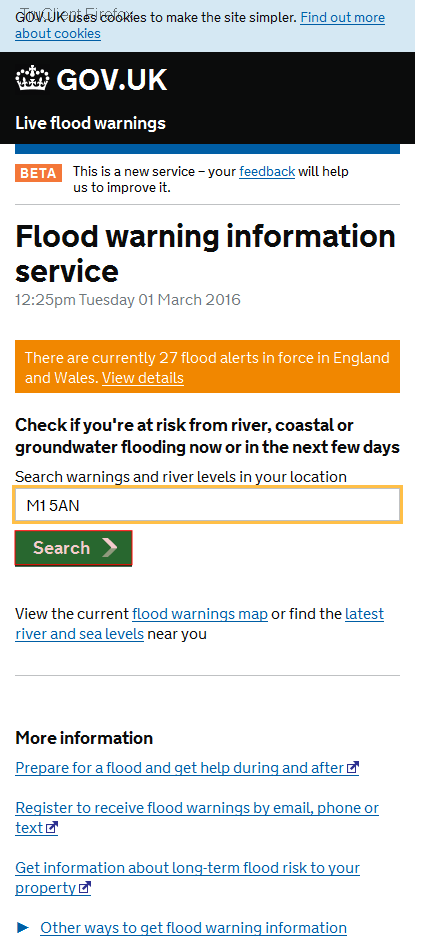 TruClient Firefox
GOV.UK uses cookies to make the site simpler. Find out more
about cookies
GOV.UK
Live flood warnings
BETA
This is a new service – your feedback will help
us to improve it.
Flood warning information
service
12:25pm Tuesday 01 March 2016
There are currently 27 flood alerts in force in England
and Wales. View details
Check if you're at risk from river, coastal or
groundwater flooding now or in the next few days
Search warnings and river levels in your location
M1 5AN
Search
View the current flood warnings map or find the latest
river and sea levels near you
More information
Prepare for a flood and get help during and after
Register to receive flood warnings by email, phone or
text
Get information about long-term flood risk to your
property
Other ways to get flood warning information